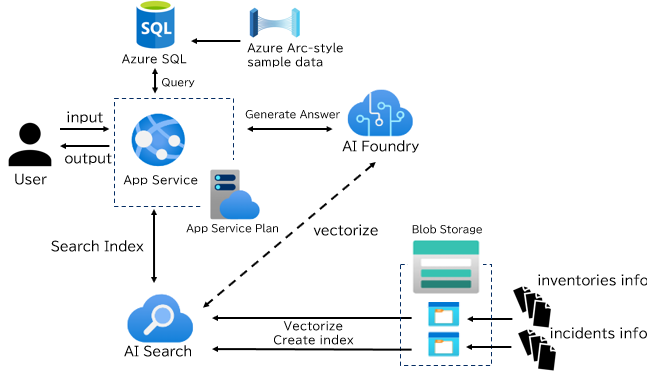 SQL
Azure SQL
Azure Arc-style
sample data
Query
input
output
User
App Service
Generate Answer
AI Foundry
App Service Plan
vectorize
Blob Storage
Search Index
inventories info
incidents info
AI Search
Vectorize
Create index